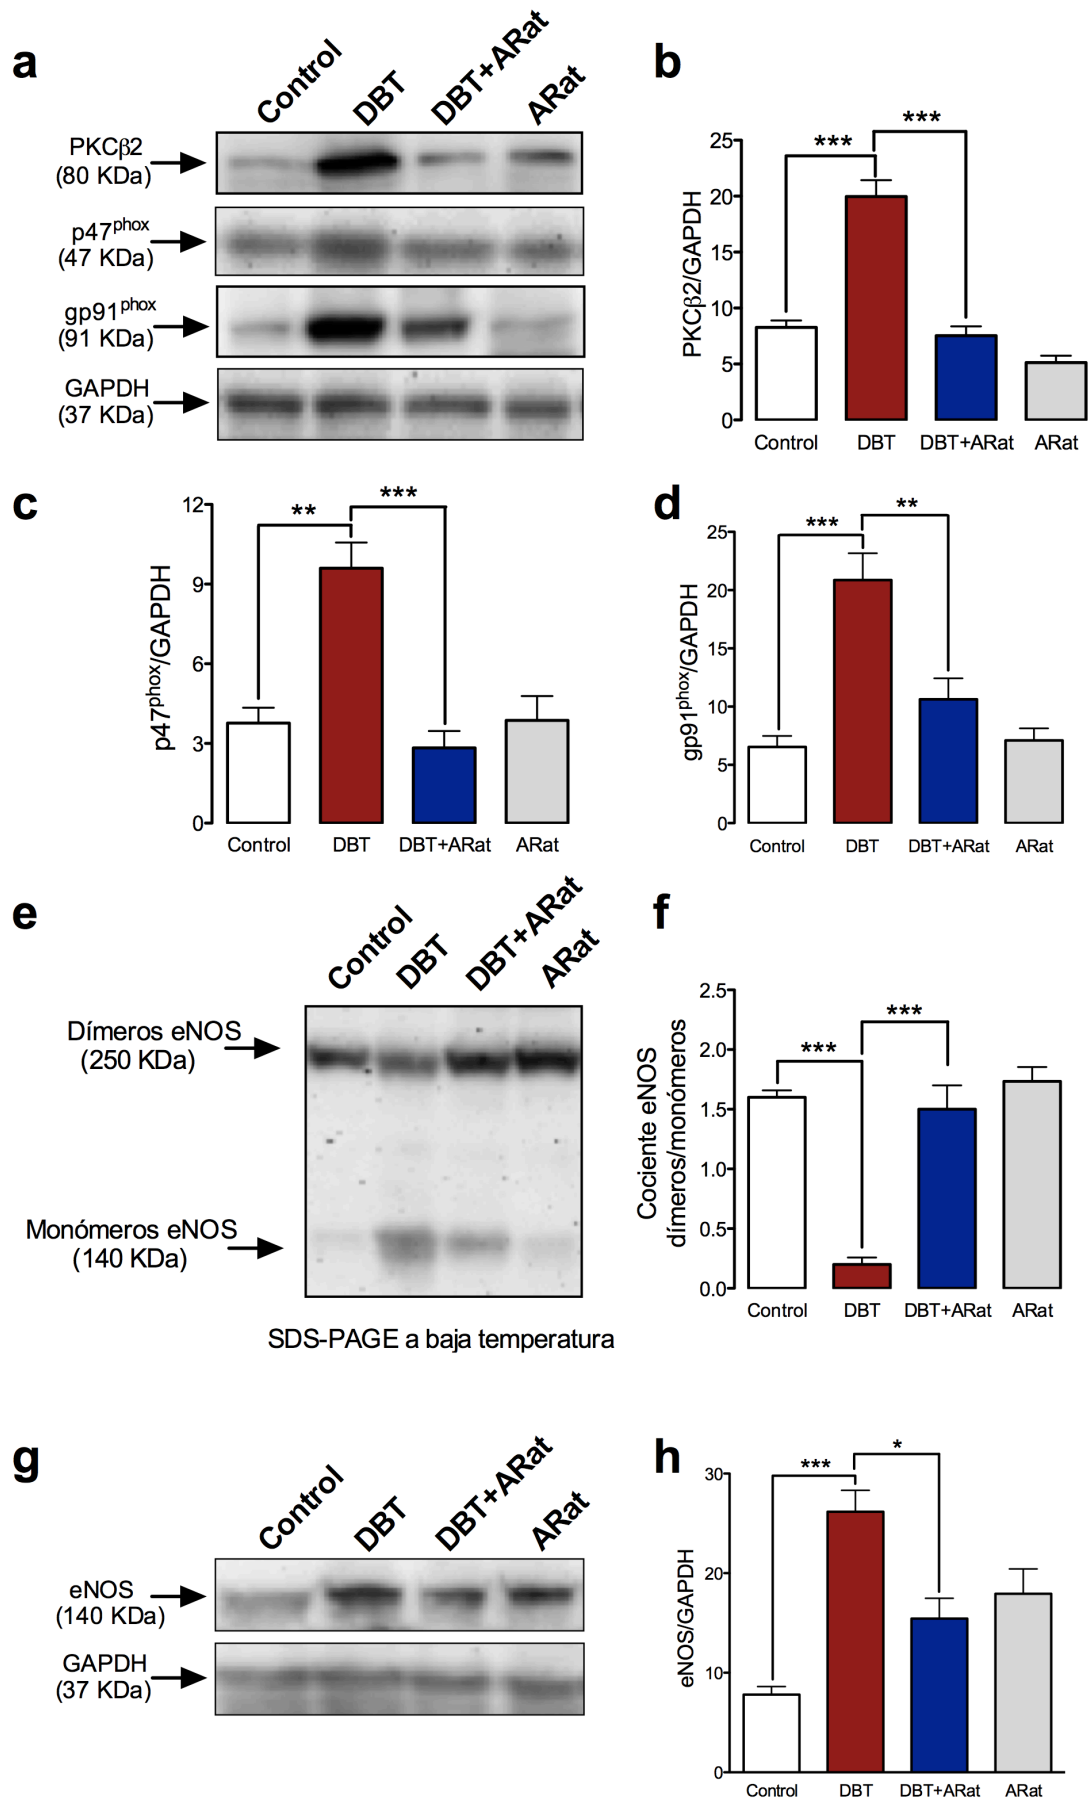 a
Control
DBT
DBT+ARat
ARat
PKCβ2
(80 KDa)
p47phox
(47 KDa)
gp91phox
(91 KDa)
GAPDH
(37 KDa)
b
PKCβ2/GAPDH
25
20
15
10
5
0
***
***
Control DBT DBT+ARat ARat
c
p47phox/GAPDH
12
9
6
3
0
**
***
Control DBT DBT+ARat ARat
d
gp91phox/GAPDH
25
20
15
10
5
0
***
**
Control DBT DBT+ARat ARat
e
Control
DBT
DBT+ARat
ARat
Dímeros eNOS
(250 KDa)
Monómeros eNOS
(140 KDa)
SDS-PAGE a baja temperatura
f
Cociente eNOS
dímeros/monómeros
2.5
2.0
1.5
1.0
0.5
0.0
***
***
Control DBT DBT+ARat ARat
g
Control
DBT
DBT+ARat
ARat
eNOS
(140 KDa)
GAPDH
(37 KDa)
h
eNOS/GAPDH
30
20
10
0
***
*
Control DBT DBT+ARat ARat